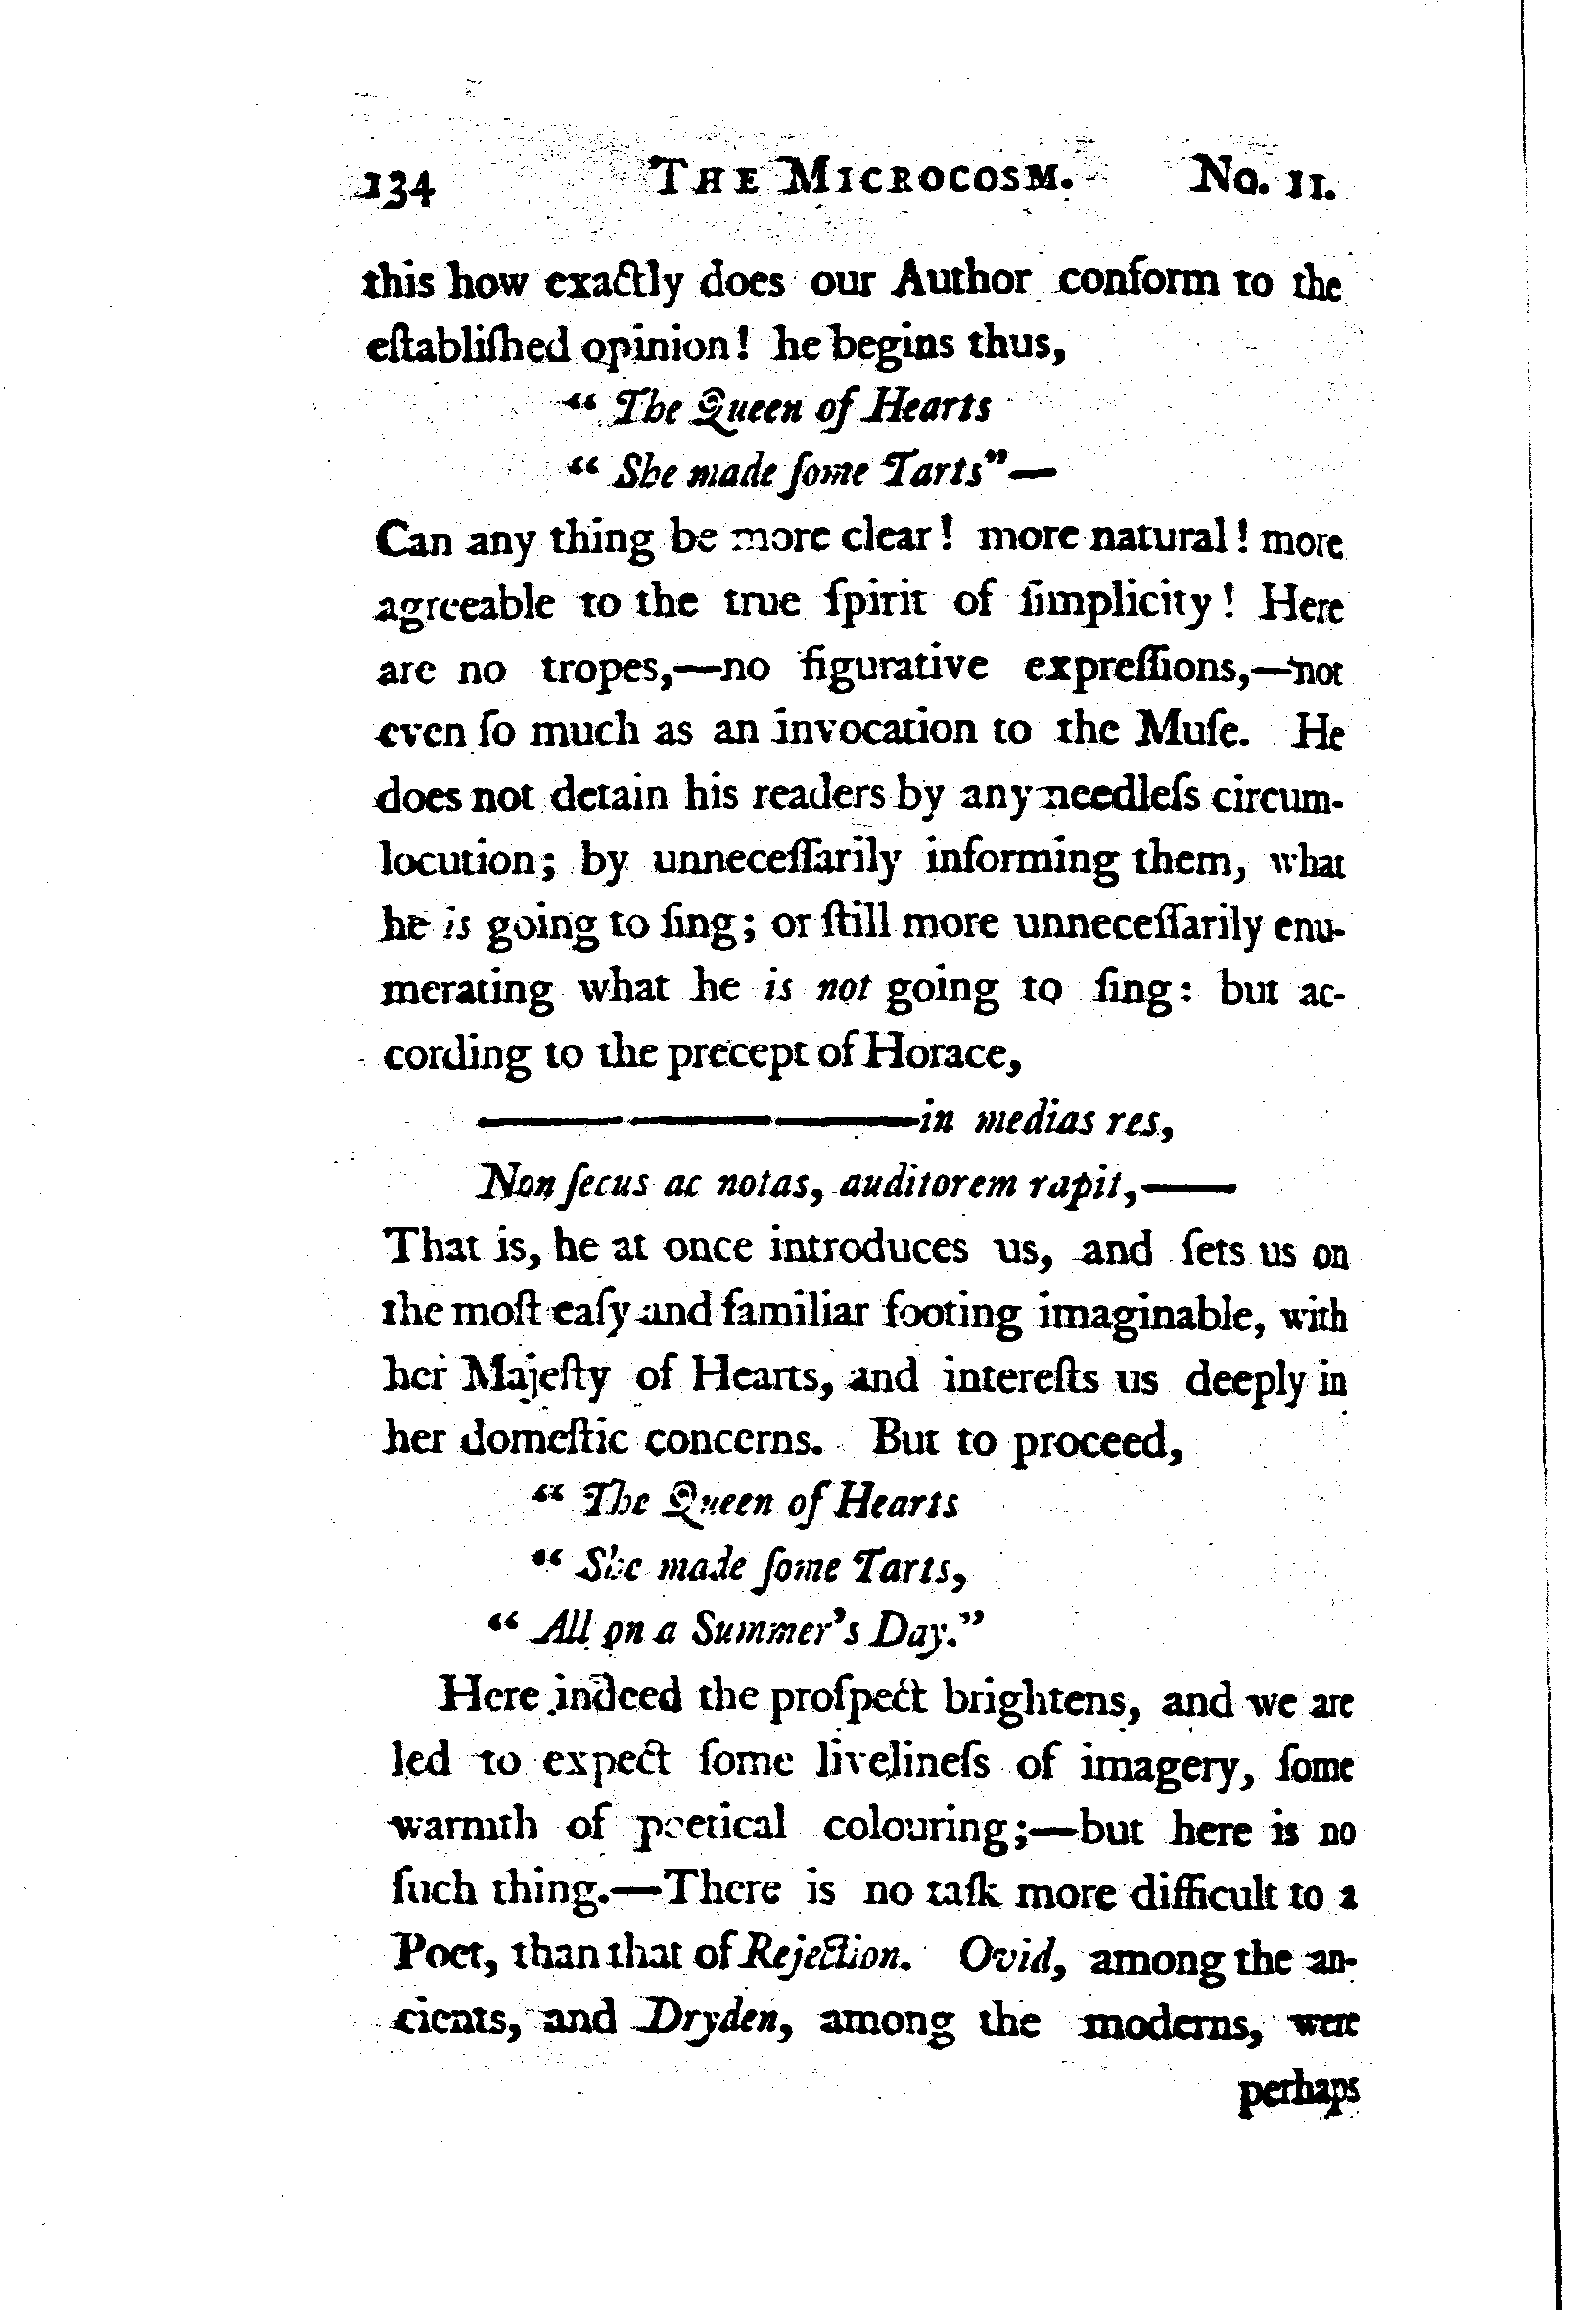 134 THE MICROCOSM. No. 11.
this how exactly does our Author conform to the
eſtabliſhed opinion! he begins thus,
“ The Queen of Hearts
“ She made ſome Tarts”—
Can any thing be more clear! more natural! more
agreeable to the true ſpirit of ſimplicity! Here
are no tropes,—no figurative expreſſions,—not
even ſo much as an invocation to the Muſe. He
does not detain his readers by any needleſs circum-
locution; by unneceſſarily informing them, what
he is going to ſing; or ſtill more unneceſſarily enu-
merating what he is not going to ſing: but ac-
cording to the precept of Horace,
———in medias res,
Non ſecus ac notas, auditorem rapit,—
That is, he at once introduces us, and ſets us on
the moſt eaſy and familiar footing imaginable, with
her Majeſty of Hearts, and intereſts us deeply in
her domeſtic concerns. But to proceed,
“ The Queen of Hearts
“ She made ſome Tarts,
“ All on a Summer's Day.”
Here indeed the proſpect brightens, and we are
led to expect ſome livelineſs of imagery, ſome
warmth of poetical colouring;—but here is no
ſuch thing.—There is no taſk more difficult to a
Poet, than that of Rejection. Ovid, among the an-
cients, and Dryden, among the moderns, were
perhaps